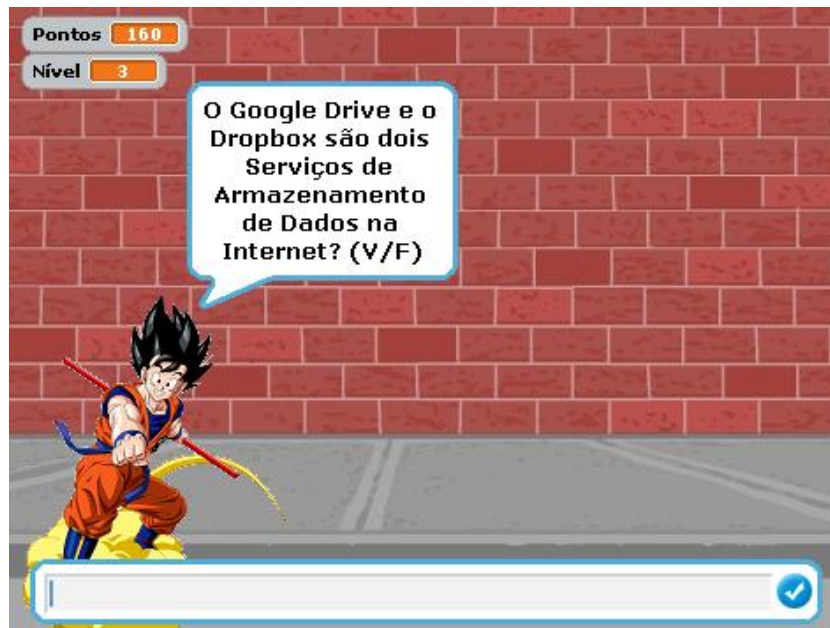 Pontos 160
Nível 3
O Google Drive e o
Dropbox são dois
Serviços de
Armazenamento
de Dados na
Internet? (V/F)